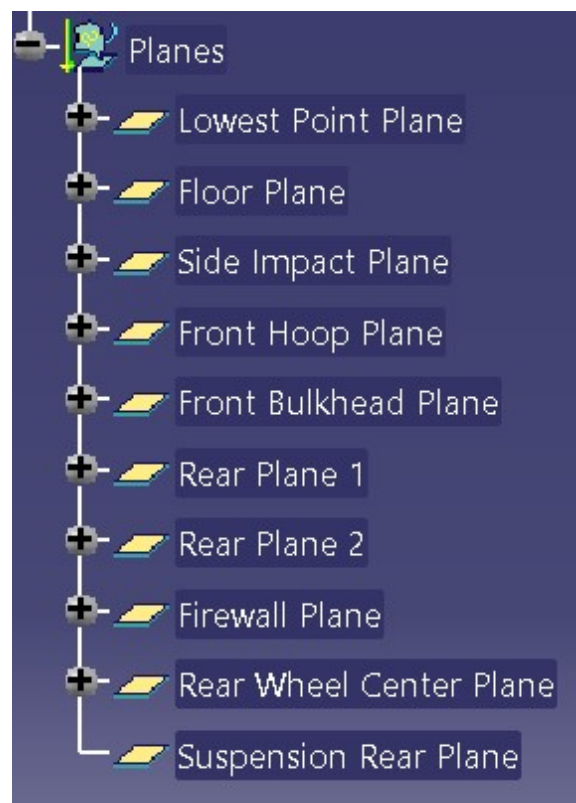 Planes
Lowest Point Plane
Floor Plane
Side Impact Plane
Front Hoop Plane
Front Bulkhead Plane
Rear Plane 1
Rear Plane 2
Firewall Plane
Rear Wheel Center Plane
Suspension Rear Plane